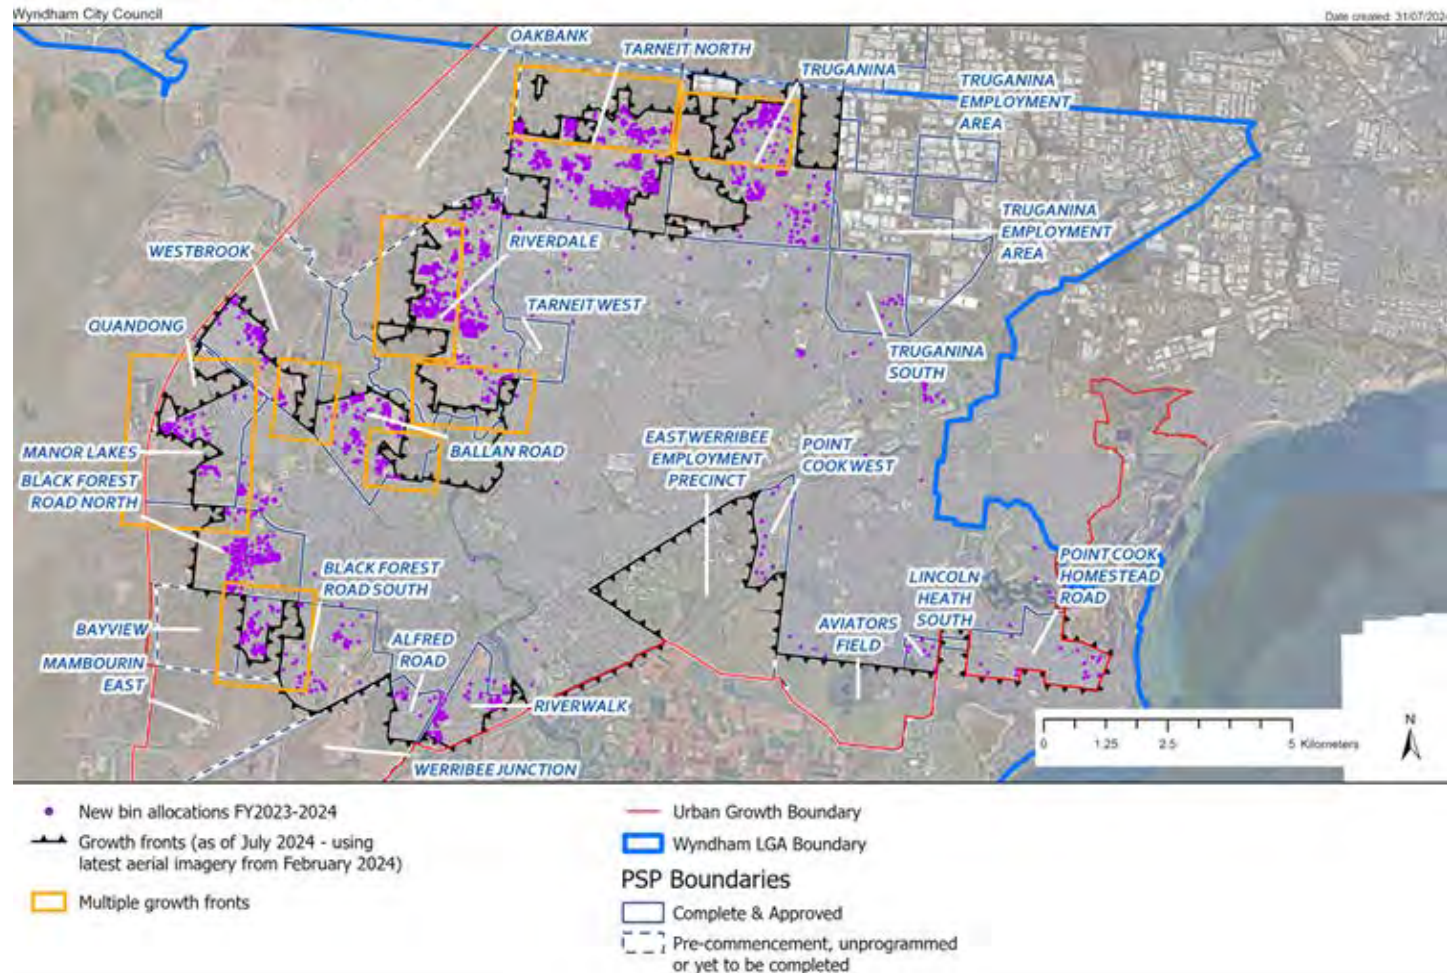 Wyndham City Council
Date created: 31/07/2024
OAKBANK
TARNEIT NORTH
TRUGANINA
TRUGANINA
EMPLOYMENT
AREA
TRUGANINA
EMPLOYMENT
AREA
WESTBROOK
RIVERDALE
QUANDONG
TARNEIT WEST
TRUGANINA
SOUTH
MANOR LAKES
BALLAN ROAD
EAST WERRIBEE
EMPLOYMENT
PRECINCT
POINT
COOK WEST
BLACK FOREST
ROAD NORTH
BLACK FOREST
ROAD SOUTH
POINT COOK
HOMESTEAD
ROAD
LINCOLN
HEATH
SOUTH
BAYVIEW
ALFRED
ROAD
AVIATORS
FIELD
MAMBOURIN
EAST
RIVERWALK
WERRIBEE JUNCTION
N
0 1.25 2.5 5 Kilometers
New bin allocations FY2023-2024
Growth fronts (as of July 2024 - using
latest aerial imagery from February 2024)
Multiple growth fronts
Urban Growth Boundary
Wyndham LGA Boundary
PSP Boundaries
Complete & Approved
Pre-commencement, unprogrammed
or yet to be completed